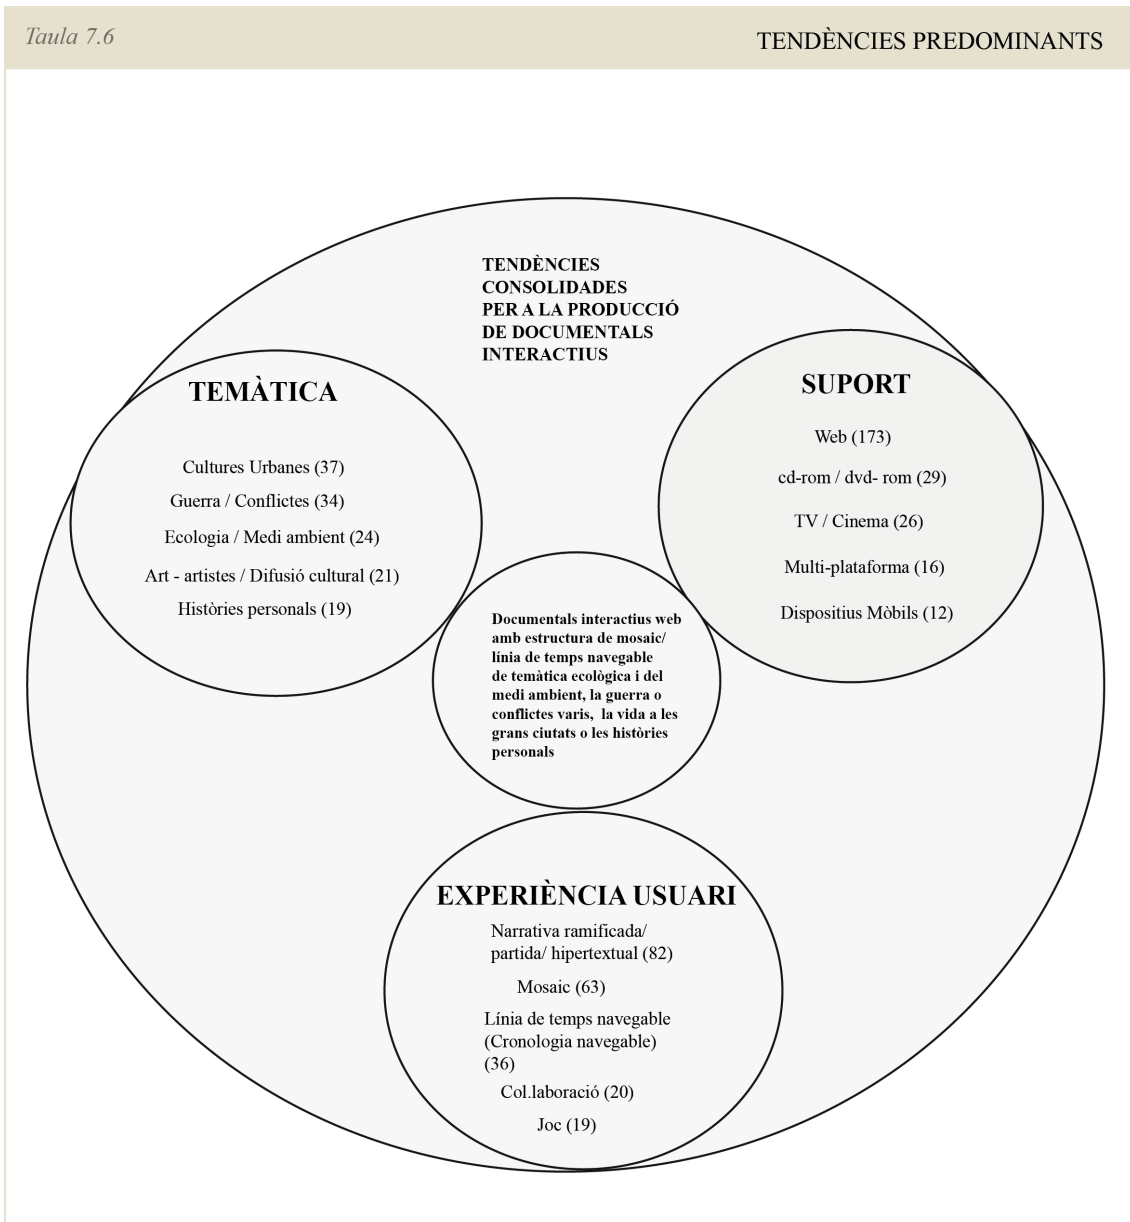 Taula 7.6
TENDÈNCIES PREDOMINANTS
TENDÈNCIES
CONSOLIDADES
PER A LA PRODUCCIÓ
DE DOCUMENTALS
INTERACTIUS
TEMÀTICA
Cultures Urbanes (37)
Guerra / Conflictes (34)
Ecologia / Medi ambient (24)
Art - artistes / Difusió cultural (21)
Històries personals (19)
SUPORT
Web (173)
cd-rom / dvd- rom (29)
TV / Cinema (26)
Multi-plataforma (16)
Dispositius Mòbils (12)
Documentals interactius web
amb estructura de mosaic/
línia de temps navegable
de temàtica ecològica i del
medi ambient, la guerra o
conflictes varis,  la vida a les
grans ciutats o les històries
personals
EXPERIÈNCIA USUARI
Narrativa ramificada/
partida/ hipertextual (82)
Mosaic (63)
Línia de temps navegable
(Cronologia navegable)
(36)
Col.laboració (20)
Joc (19)